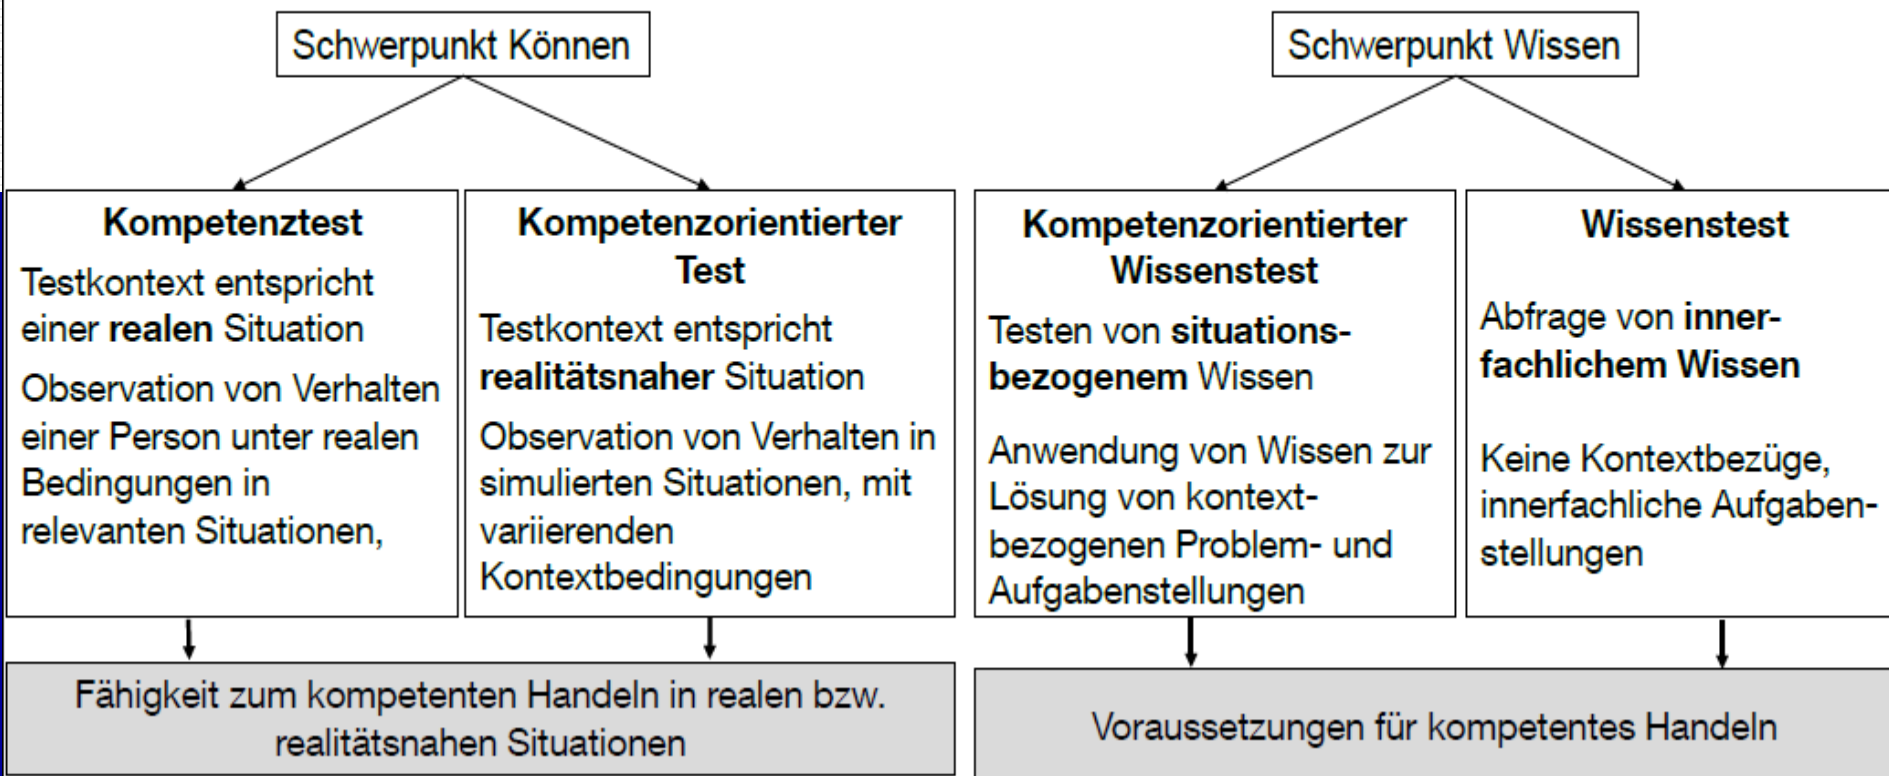 Schwerpunkt Können
Schwerpunkt Wissen
Kompetenztest
Testkontext entspricht
einer realen Situation
Observation von Verhalten
einer Person unter realen
Bedingungen in
relevanten Situationen,
Kompetenzorientierter
Test
Testkontext entspricht
realitätsnaher Situation
Observation von Verhalten in
simulierten Situationen, mit
variierenden
Kontextbedingungen
Kompetenzorientierter
Wissenstest
Testen von situations-
bezogenem Wissen
Anwendung von Wissen zur
Lösung von kontext-
bezogenen Problem- und
Aufgabenstellungen
Wissenstest
Abfrage von inner-
fachlichem Wissen
Keine Kontextbezüge,
innerfachliche Aufgaben-
stellungen
Fähigkeit zum kompetenten Handeln in realen bzw.
realitätsnahen Situationen
Voraussetzungen für kompetentes Handeln